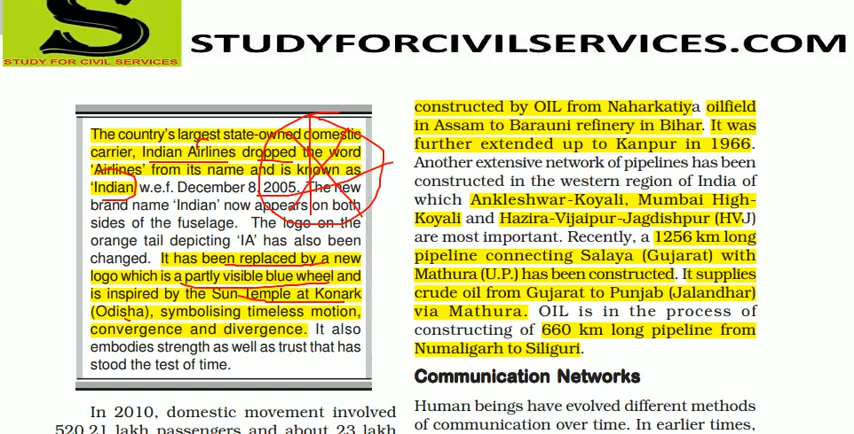 S
STUDY FOR CIVIL SERVICES
STUDYFORCIVILSERVICES.COM
The country's largest state-owned domestic
carrier, Indian Airlines dropped the word
'Airlines' from its name and is known as
'Indian' w.e.f. December 8, 2005. The new
brand name 'Indian' now appears on both
sides of the fuselage. The logo on the
orange tail depicting 'IA' has also been
changed. It has been replaced by a new
logo which is a partly visible blue wheel and
is inspired by the Sun Temple at Konark
(Odisha), symbolising timeless motion,
convergence and divergence. It also
embodies strength as well as trust that has
stood the test of time.
In 2010, domestic movement involved
520.21 lakh passengers and about 23 lakh
constructed by OIL from Naharkatiya oilfield
in Assam to Barauni refinery in Bihar. It was
further extended up to Kanpur in 1966.
Another extensive network of pipelines has been
constructed in the western region of India of
which Ankleshwar-Koyali, Mumbai High-
Koyali and Hazira-Vijaipur-Jagdishpur (HVJ)
are most important. Recently, a 1256 km long
pipeline connecting Salaya (Gujarat) with
Mathura (U.P.) has been constructed. It supplies
crude oil from Gujarat to Punjab (Jalandhar)
via Mathura. OIL is in the process of
constructing of 660 km long pipeline from
Numaligarh to Siliguri.
Communication Networks
Human beings have evolved different methods
of communication over time. In earlier times,